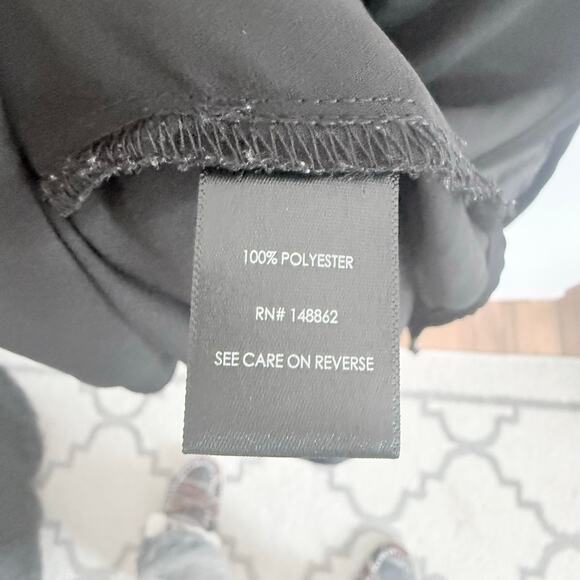 100% POLYESTER
RN# 148862
SEE CARE ON REVERSE